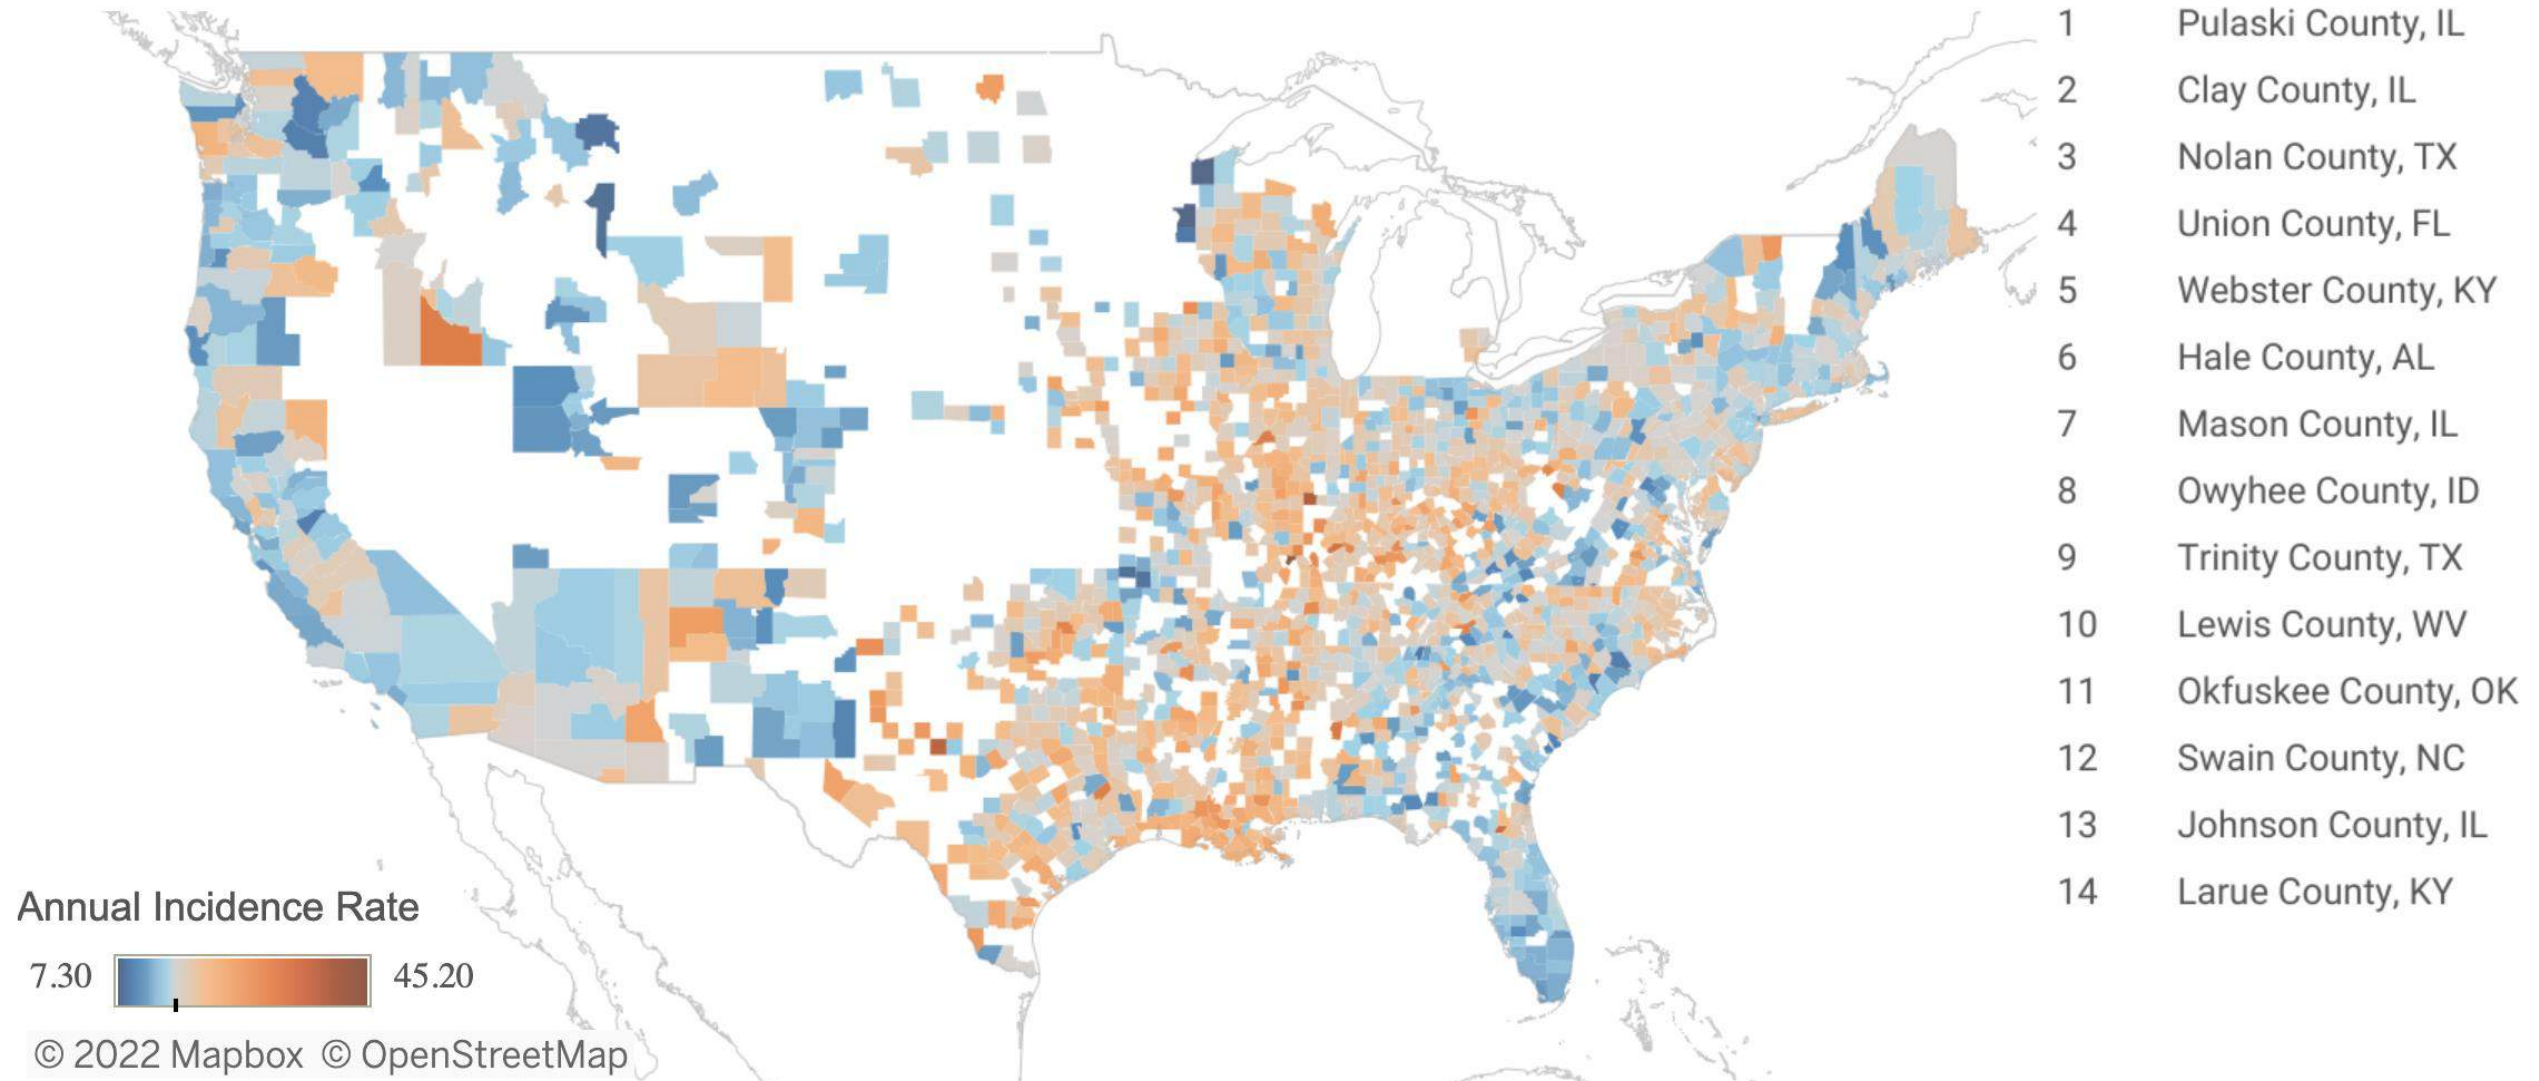 1 Pulaski County, IL
2 Clay County, IL
3 Nolan County, TX
4 Union County, FL
5 Webster County, KY
6 Hale County, AL
7 Mason County, IL
8 Owyhee County, ID
9 Trinity County, TX
10 Lewis County, WV
11 Okfuskee County, OK
12 Swain County, NC
13 Johnson County, IL
14 Larue County, KY
Annual Incidence Rate
7.30 45.20
© 2022 Mapbox © OpenStreetMap